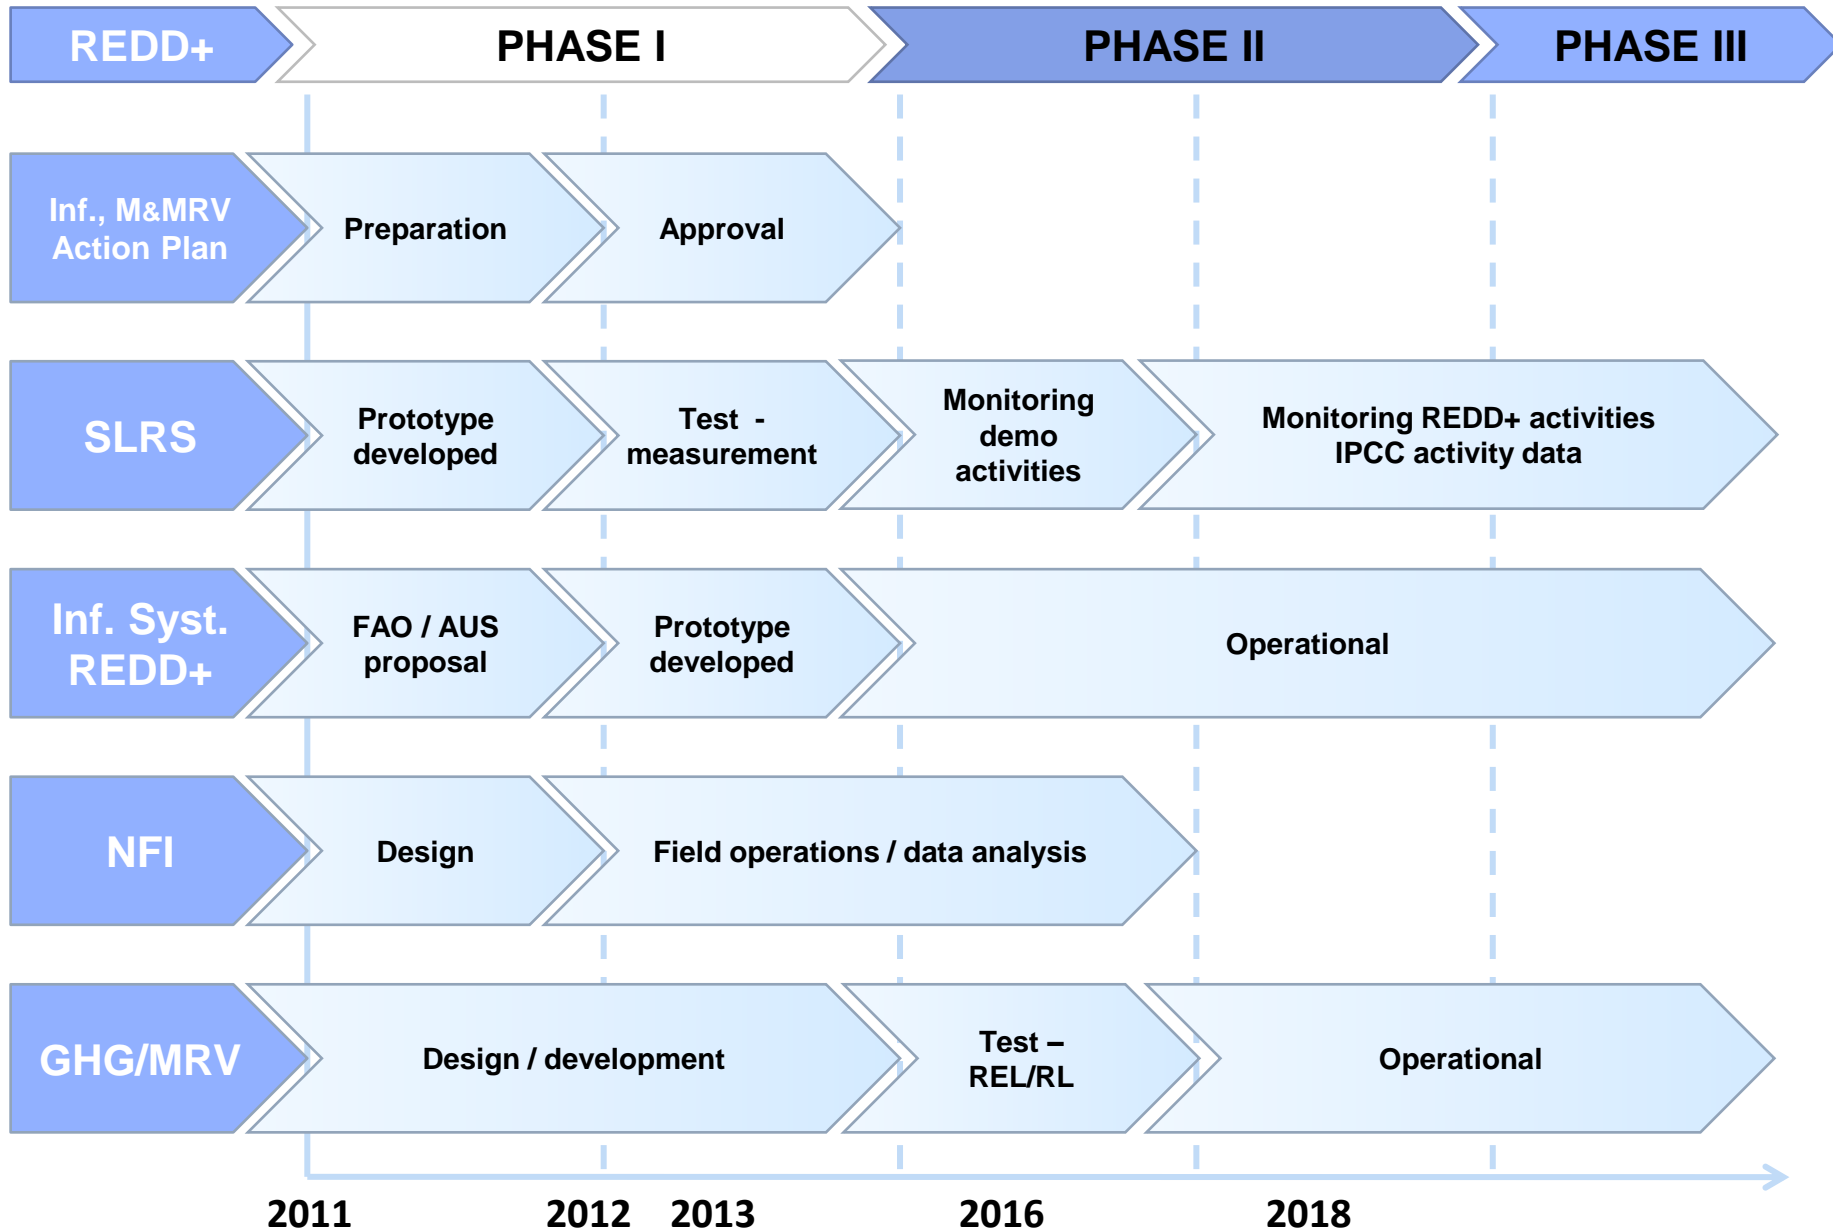 REDD+
PHASE I
PHASE II
PHASE III
Inf., M&MRV
Action Plan
Preparation
Approval
SLRS
Prototype
developed
Test  -
measurement
Monitoring
demo
activities
Monitoring REDD+ activities
IPCC activity data
Inf. Syst.
REDD+
FAO / AUS
proposal
Prototype
developed
Operational
NFI
Design
Field operations / data analysis
GHG/MRV
Design / development
Test –
REL/RL
Operational
2011
2012
2013
2016
2018